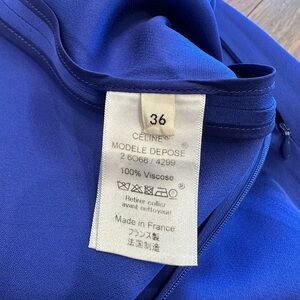 36
CELINE
MODELE DEPOSE
2 6O66 / 4299
100% Viscose
Retirer collier
avant nettoyage
Made in France
フランス製
法国制造